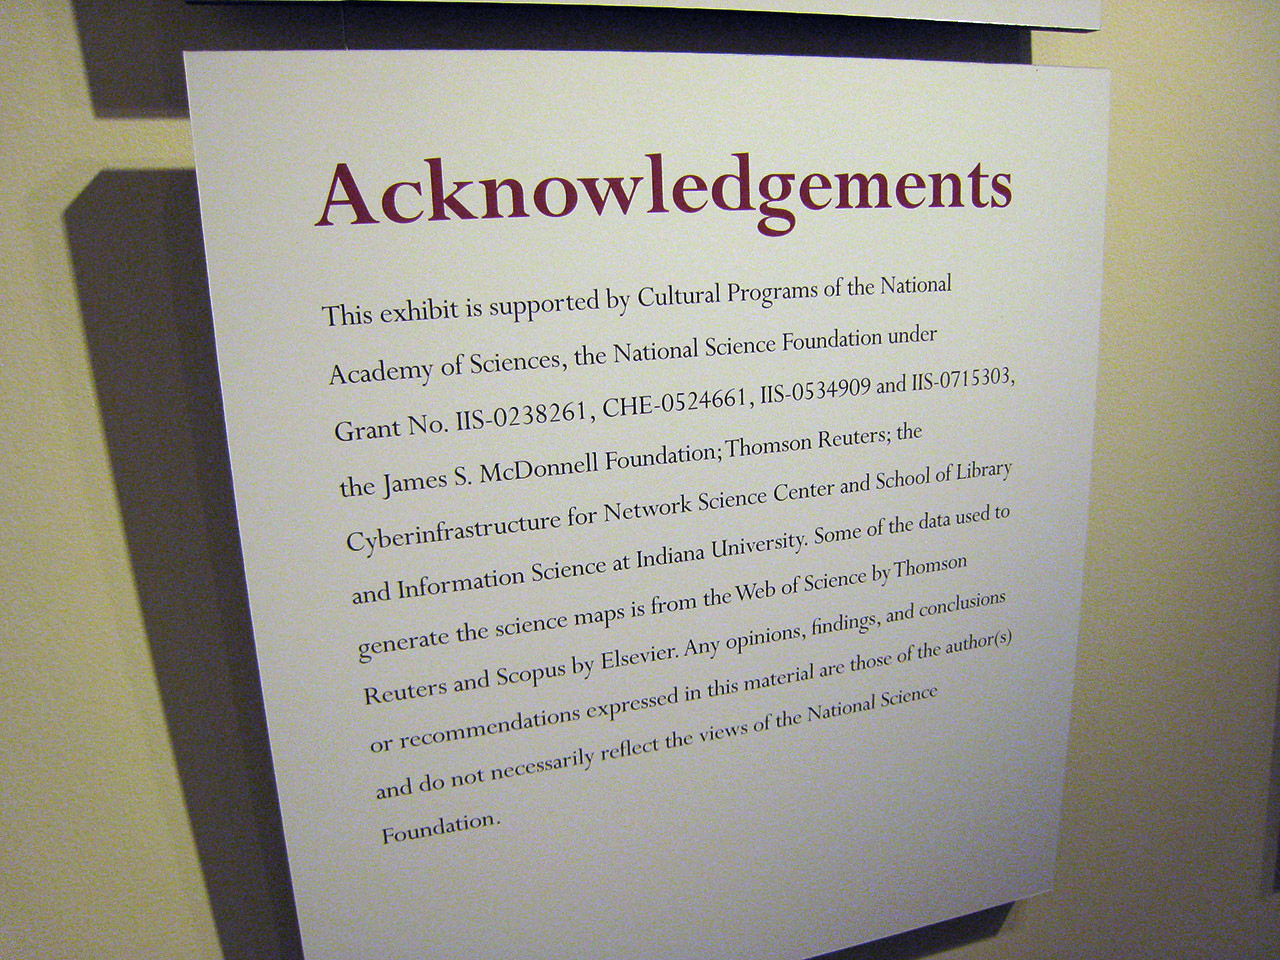 Acknowledgements
This exhibit is supported by Cultural Programs of the National
Academy of Sciences, the National Science Foundation under
Grant No. IIS-0238261, CHE-0524661, IIS-0534909 and IIS-0715303,
the James S. McDonnell Foundation; Thomson Reuters; the
Cyberinfrastructure for Network Science Center and School of Library
and Information Science at Indiana University. Some of the data used to
generate the science maps is from the Web of Science by Thomson
Reuters and Scopus by Elsevier. Any opinions, findings, and conclusions
or recommendations expressed in this material are those of the author(s)
and do not necessarily reflect the views of the National Science
Foundation.